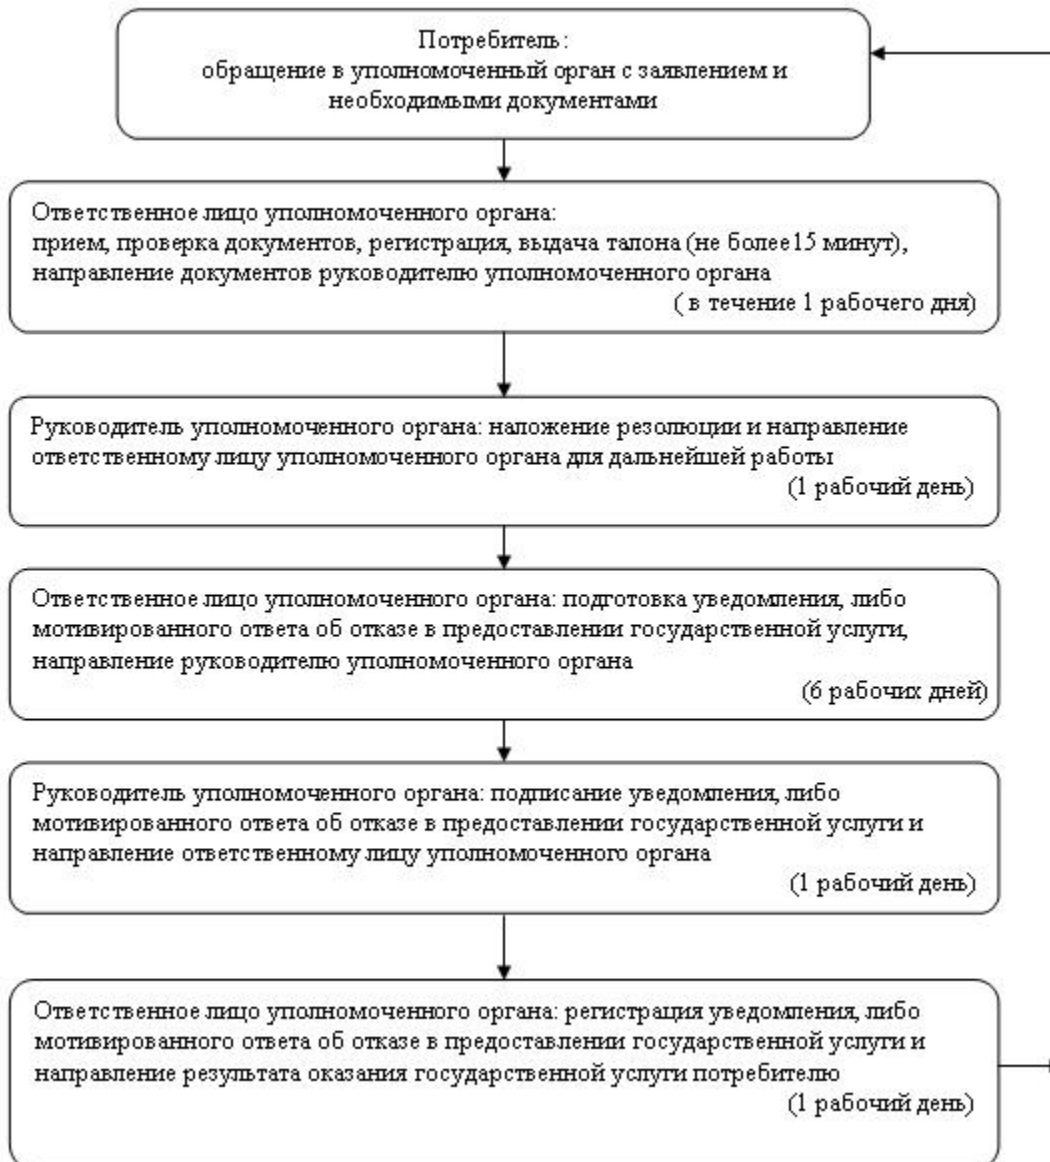 Потребитель:
обращение в уполномоченный орган с заявлением и
необходимыми документами
Ответственное лицо уполномоченного органа:
прием, проверка документов, регистрация, выдача талона (не более15 минут),
направление документов руководителю уполномоченного органа
( в течение 1 рабочего дня)
Руководитель уполномоченного органа: наложение резолюции и направление
ответственному лицу уполномоченного органа для дальнейшей работы
(1 рабочий день)
Ответственное лицо уполномоченного органа: подготовка уведомления, либо
мотивированного ответа об отказе в предоставлении государственной услуги,
направление руководителю уполномоченного органа
(6 рабочих дней)
Руководитель уполномоченного органа: подписание уведомления, либо
мотивированного ответа об отказе в предоставлении государственной услуги и
направление ответственному лицу уполномоченного органа
(1 рабочий день)
Ответственное лицо уполномоченного органа: регистрация уведомления, либо
мотивированного ответа об отказе в предоставлении государственной услуги и
направление результата оказания государственной услуги потребителю
(1 рабочий день)